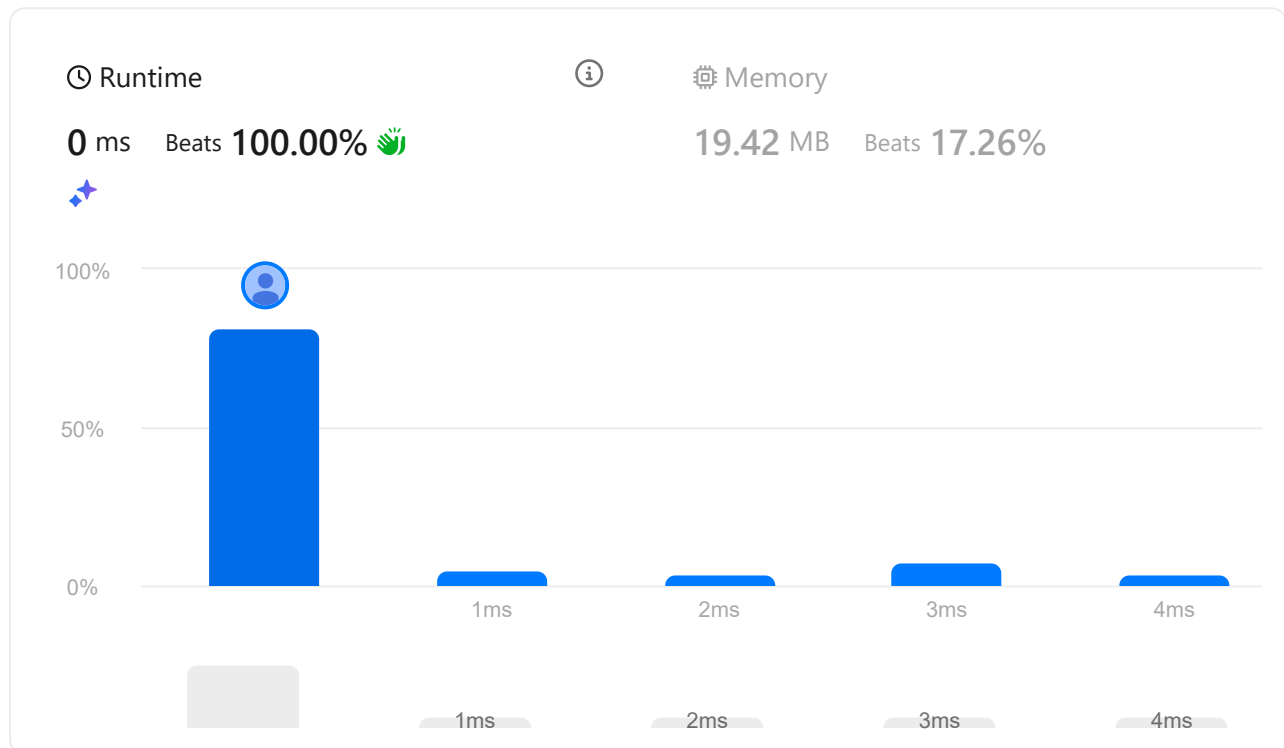 Runtime
Memory
0 ms Beats 100.00%
19.42 MB Beats 17.26%
100%
50%
0%
1ms 2ms 3ms 4ms
1ms 2ms 3ms 4ms